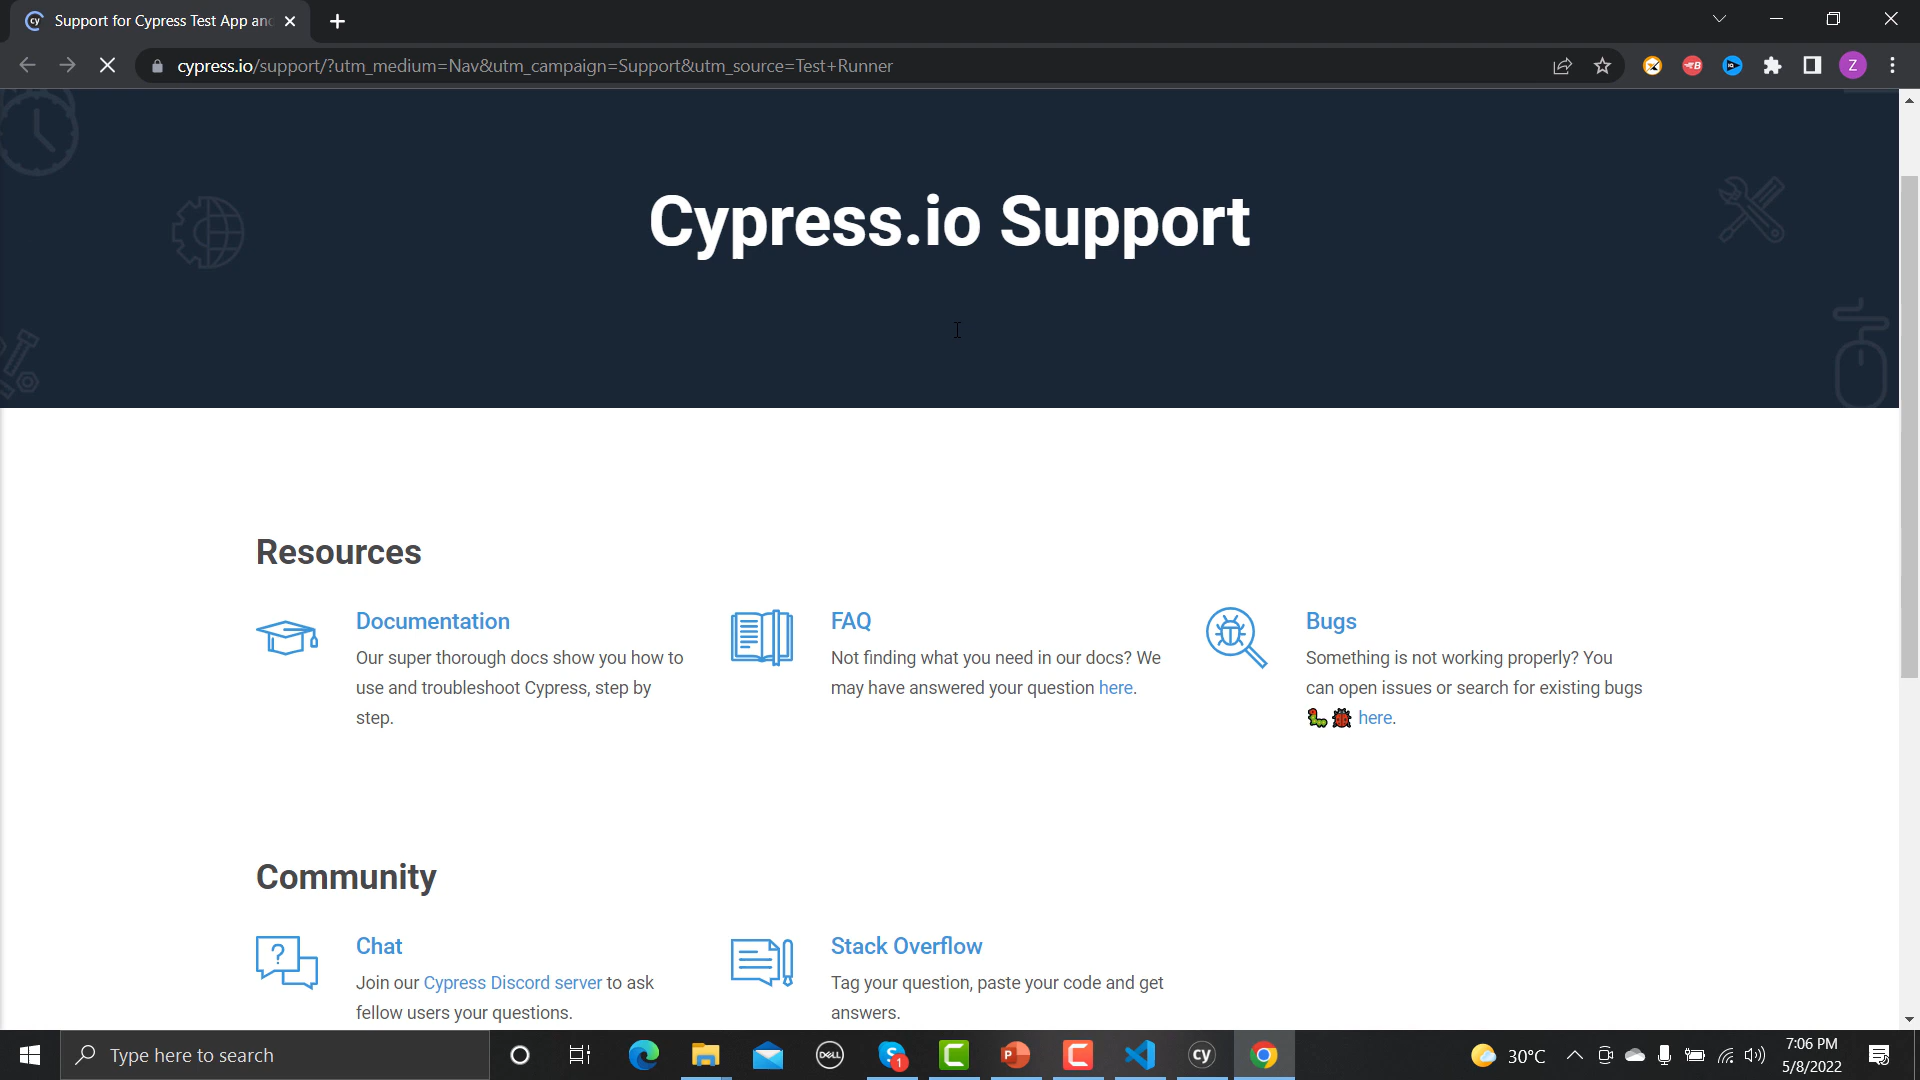 cy Support for Cypress Test App and
cypress.io/support/?utm_medium=Nav&utm_campaign=Support&utm_source=Test+Runner
Z
Cypress.io Support
Resources
Documentation
Our super thorough docs show you how to
use and troubleshoot Cypress, step by
step.
FAQ
Not finding what you need in our docs? We
may have answered your question here.
Bugs
Something is not working properly? You
can open issues or search for existing bugs
🐛🐞 here.
Community
Chat
Join our Cypress Discord server to ask
fellow users your questions.
Stack Overflow
Tag your question, paste your code and get
answers.
Type here to search
DELL
S 1
C
P
C
cy
30°C
7:06 PM
5/8/2022